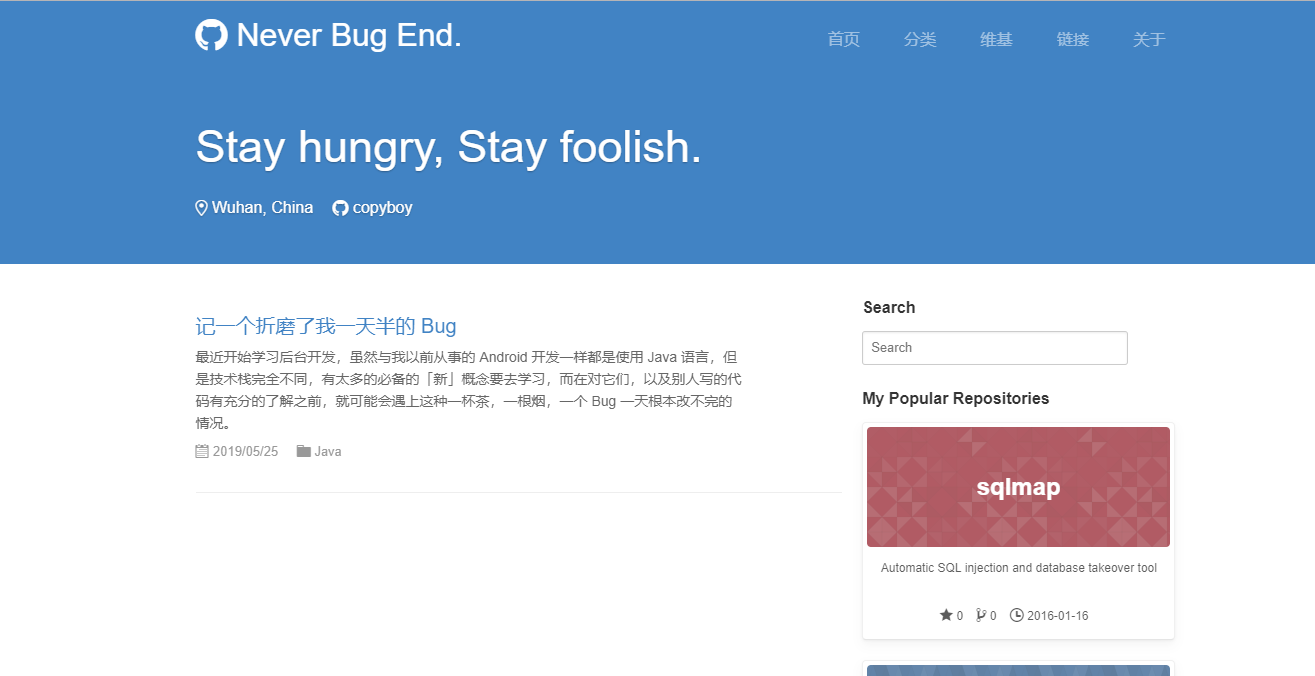 Never Bug End.
首页 分类 维基 链接 关于
Stay hungry, Stay foolish.
Wuhan, China copyboy
记一个折磨了我一天半的 Bug
最近开始学习后台开发，虽然与我以前从事的 Android 开发一样都是使用 Java 语言，但
是技术栈完全不同，有太多的必备的「新」概念要去学习，而在对它们，以及别人写的代
码有充分的了解之前，就可能会遇上这种一杯茶，一根烟，一个 Bug 一天根本改不完的
情况。
2019/05/25 Java
Search
Search
My Popular Repositories
sqlmap
Automatic SQL injection and database takeover tool
0 0 2016-01-16